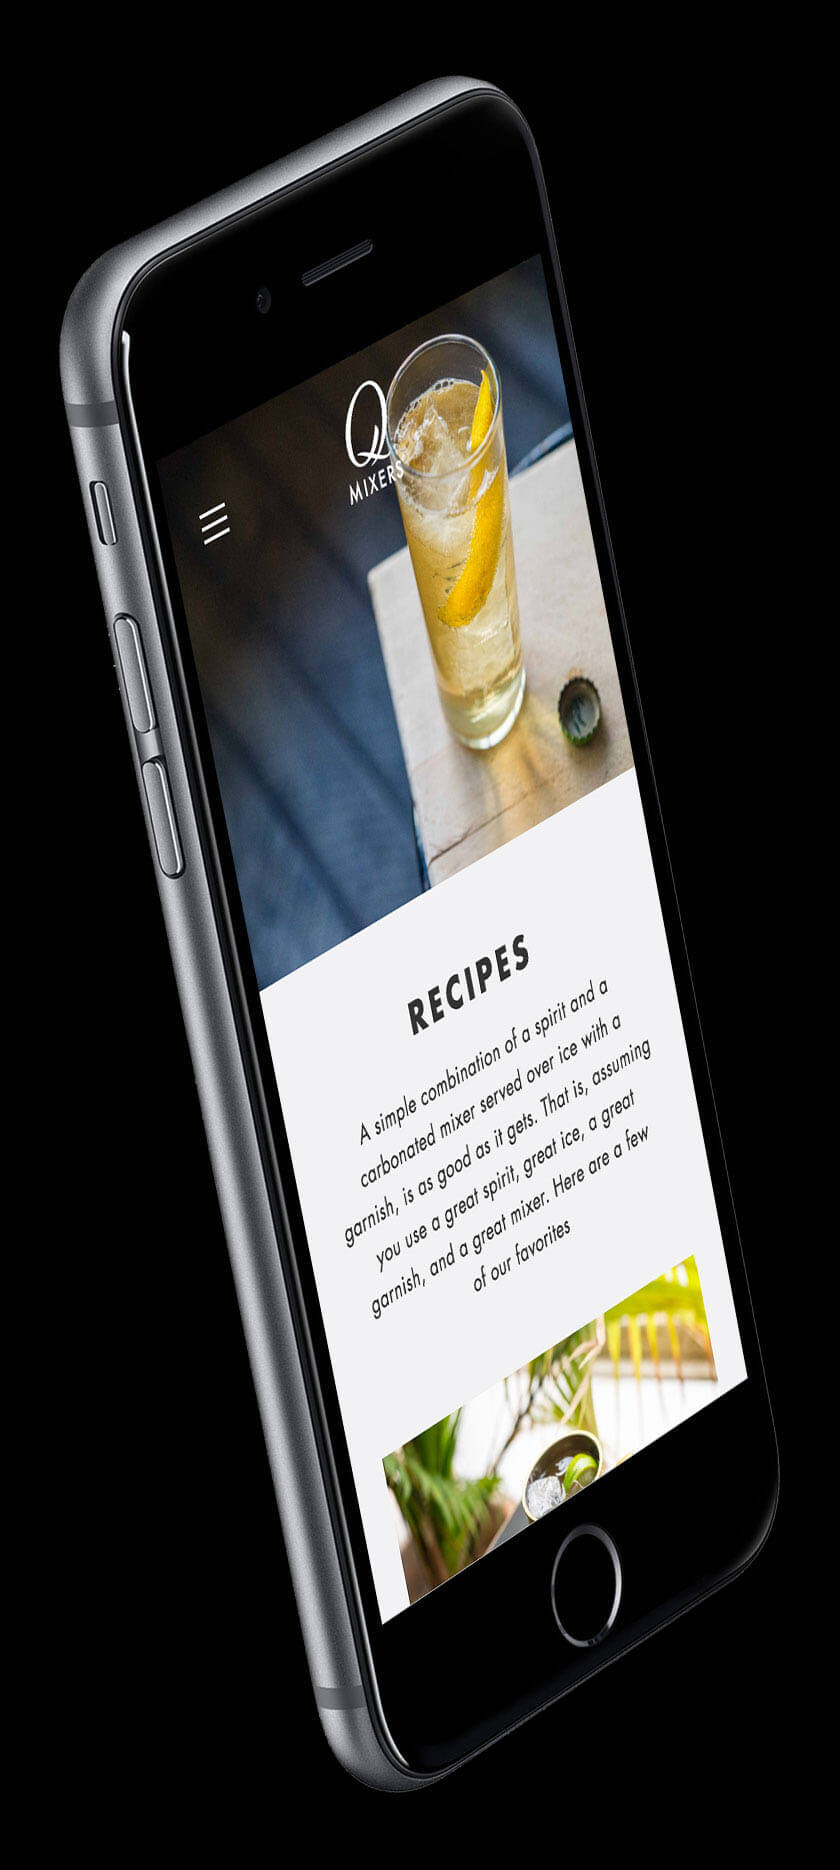 Q
MIXERS
RECIPES
A simple combination of a spirit and a
carbonated mixer served over ice with a
garnish, is as good as it gets. That is, assuming
you use a great spirit, great ice, a great
garnish, and a great mixer. Here are a few
of our favorites